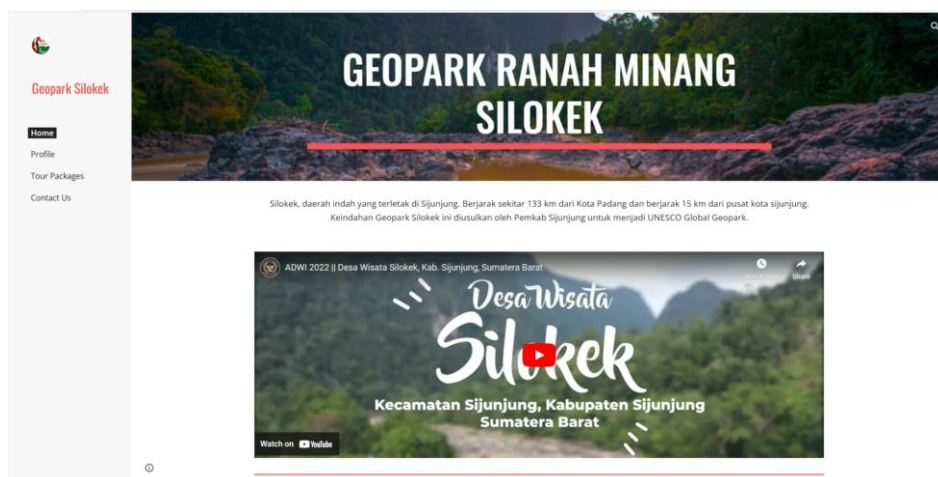 Geopark Silokek
Home
Profile
Tour Packages
Contact Us
GEOPARK RANAH MINANG
SILOKEK
Silokek, daerah indah yang terletak di Sijunjung. Berjarak sekitar 133 km dari Kota Padang dan berjarak 15 km dari pusat kota sijunjung.
Keindahan Geopark Silokek ini diusulkan oleh Pemkab Sijunjung untuk menjadi UNESCO Global Geopark.
ADWI 2022 || Desa Wisata Silokek, Kab. Sijunjung, Sumatera Barat
Share
Desa Wisata
Silokek
Kecamatan Sijunjung, Kabupaten Sijunjung
Sumatera Barat
Watch on YouTube